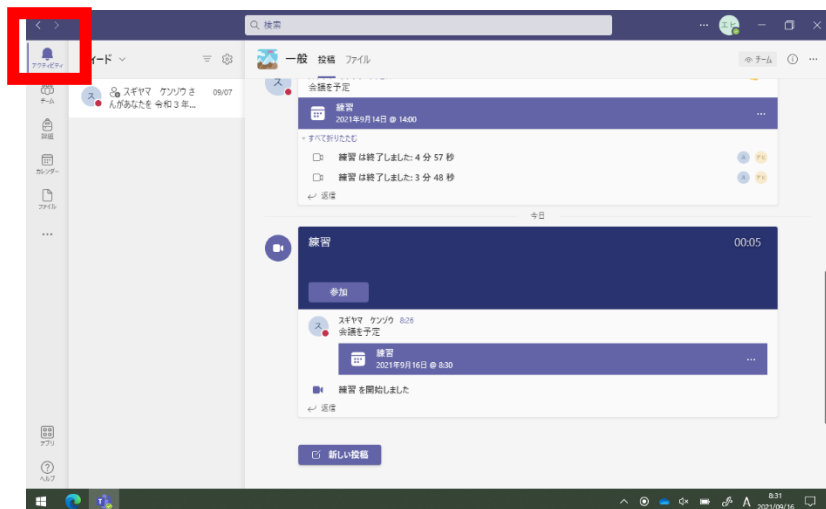 検索
エヒ
アクティビティ
フィード
一般 投稿 ファイル
チーム
チーム
課題
カレンダー
ファイル
アプリ
ヘルプ
スギヤマ ケンゾウ さ 09/07
んがあなたを 令和3年...
会議を予定
練習
2021年9月14日 @ 14:00
すべて折りたたむ
練習 は終了しました: 4 分 57 秒
練習 は終了しました: 3 分 48 秒
返信
今日
練習 00:05
参加
ス スギヤマ ケンゾウ 8:26
会議を予定
練習
2021年9月16日 @ 8:30
練習 を開始しました
返信
新しい投稿
A 8:31
2021/09/16